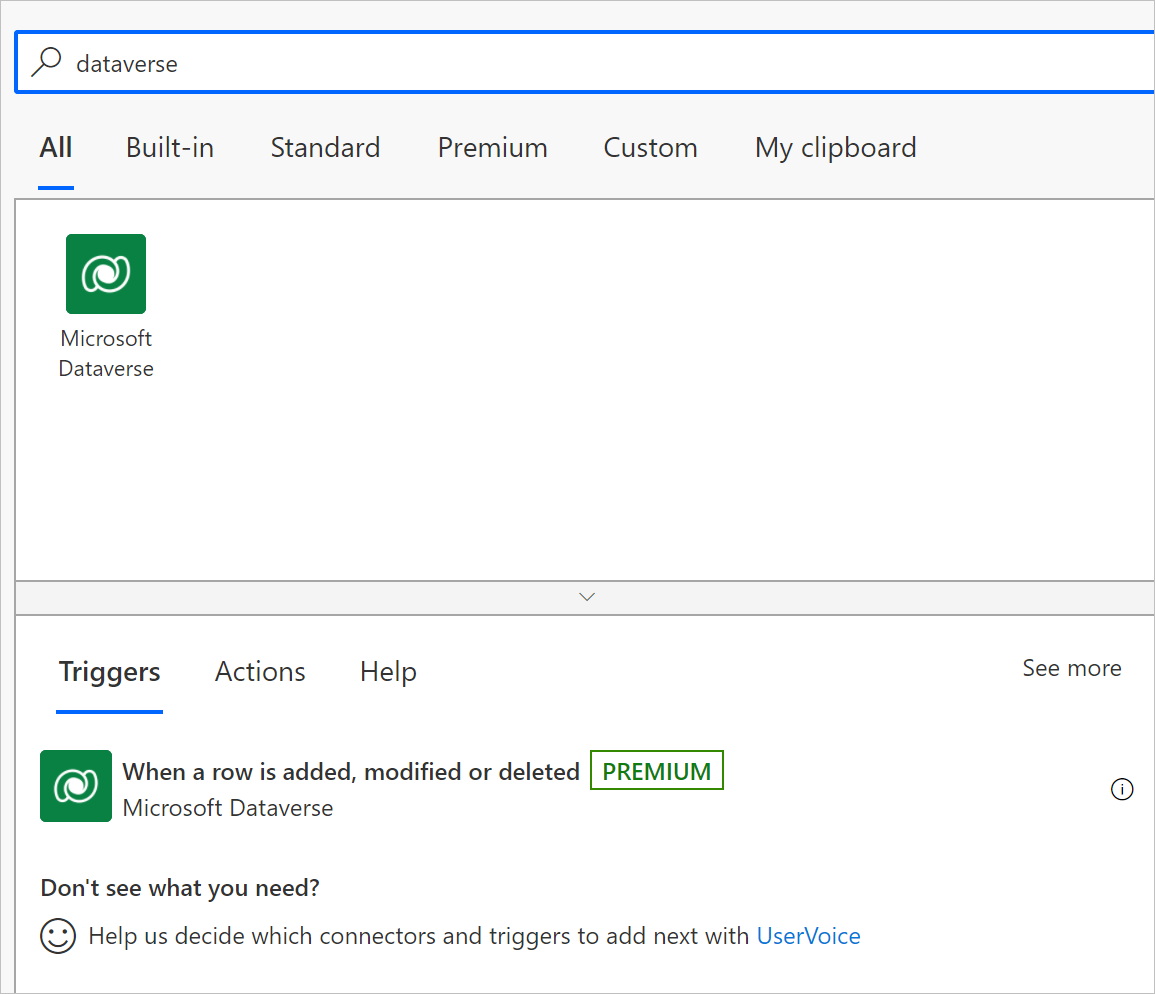 dataverse
All Built-in Standard Premium Custom My clipboard
Microsoft
Dataverse
Triggers Actions Help See more
When a row is added, modified or deleted PREMIUM
Microsoft Dataverse
Don't see what you need?
Help us decide which connectors and triggers to add next with UserVoice